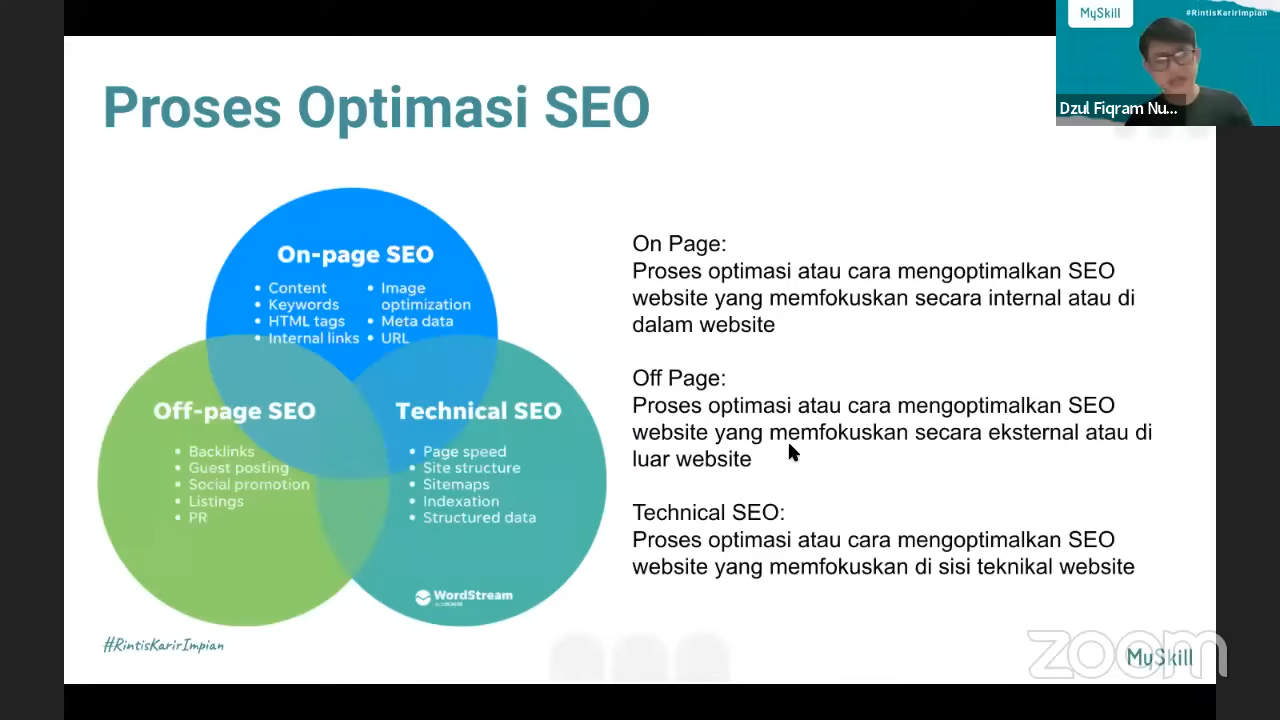 MySkill
#RintisKarirImpian
Dzul Fiqram Nu...
Proses Optimasi SEO
On-page SEO
• Content
• Keywords
• HTML tags
• Internal links
• Image optimization
• Meta data
• URL
Off-page SEO
• Backlinks
• Guest posting
• Social promotion
• Listings
• PR
Technical SEO
• Page speed
• Site structure
• Sitemaps
• Indexation
• Structured data
WordStream
On Page:
Proses optimasi atau cara mengoptimalkan SEO
website yang memfokuskan secara internal atau di
dalam website
Off Page:
Proses optimasi atau cara mengoptimalkan SEO
website yang memfokuskan secara eksternal atau di
luar website
Technical SEO:
Proses optimasi atau cara mengoptimalkan SEO
website yang memfokuskan di sisi teknikal website
#RintisKarirImpian
zoom
MySkill